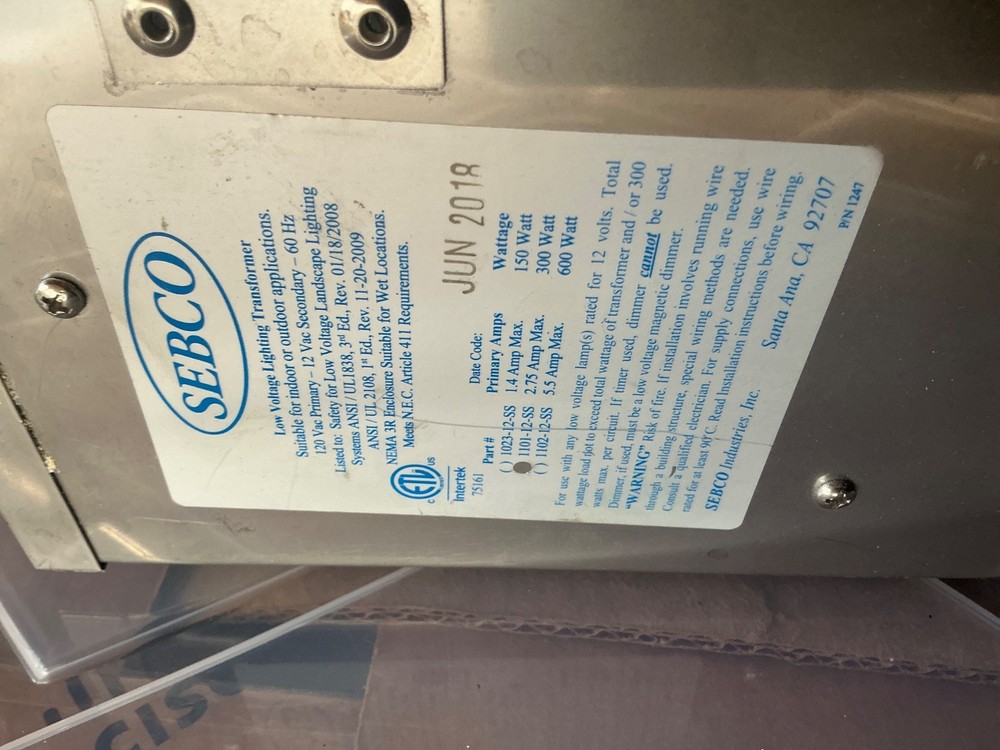 SEBCO
Low Voltage Lighting Transformer
Suitable for indoor or outdoor applications.
120 Vac Primary – 12 Vac Secondary – 60 Hz
Listed to: Safety for Low Voltage Landscape Lighting
Systems ANSI / UL1838, 3rd Ed., Rev. 01/18/2008
ANSI / UL 2108, 1st Ed., Rev. 11-20-2009
NEMA 3R Enclosure Suitable for Wet Locations.
Meets N.E.C. Article 411 Requirements.
C ETL US
Intertek
75161
Date Code: JUN 2018
Part # Primary Amps Wattage
( ) 1023-12-SS 1.4 Amp Max. 150 Watt
1101-12-SS 2.75 Amp Max. 300 Watt
( ) 1102-12-SS 5.5 Amp Max. 600 Watt
For use with any low voltage lamp(s) rated for 12 volts. Total
wattage load not to exceed total wattage of transformer and / or 300
watts max. per circuit. If timer used, dimmer cannot be used.
Dimmer, if used, must be a low voltage magnetic dimmer.
"WARNING" Risk of fire. If installation involves running wire
through a building structure, special wiring methods are needed.
Consult a qualified electrician. For supply connections, use wire
rated for at least 90°C. Read Installation instructions before wiring.
SEBCO Industries, Inc. Santa Ana, CA 92707
P/N 1247